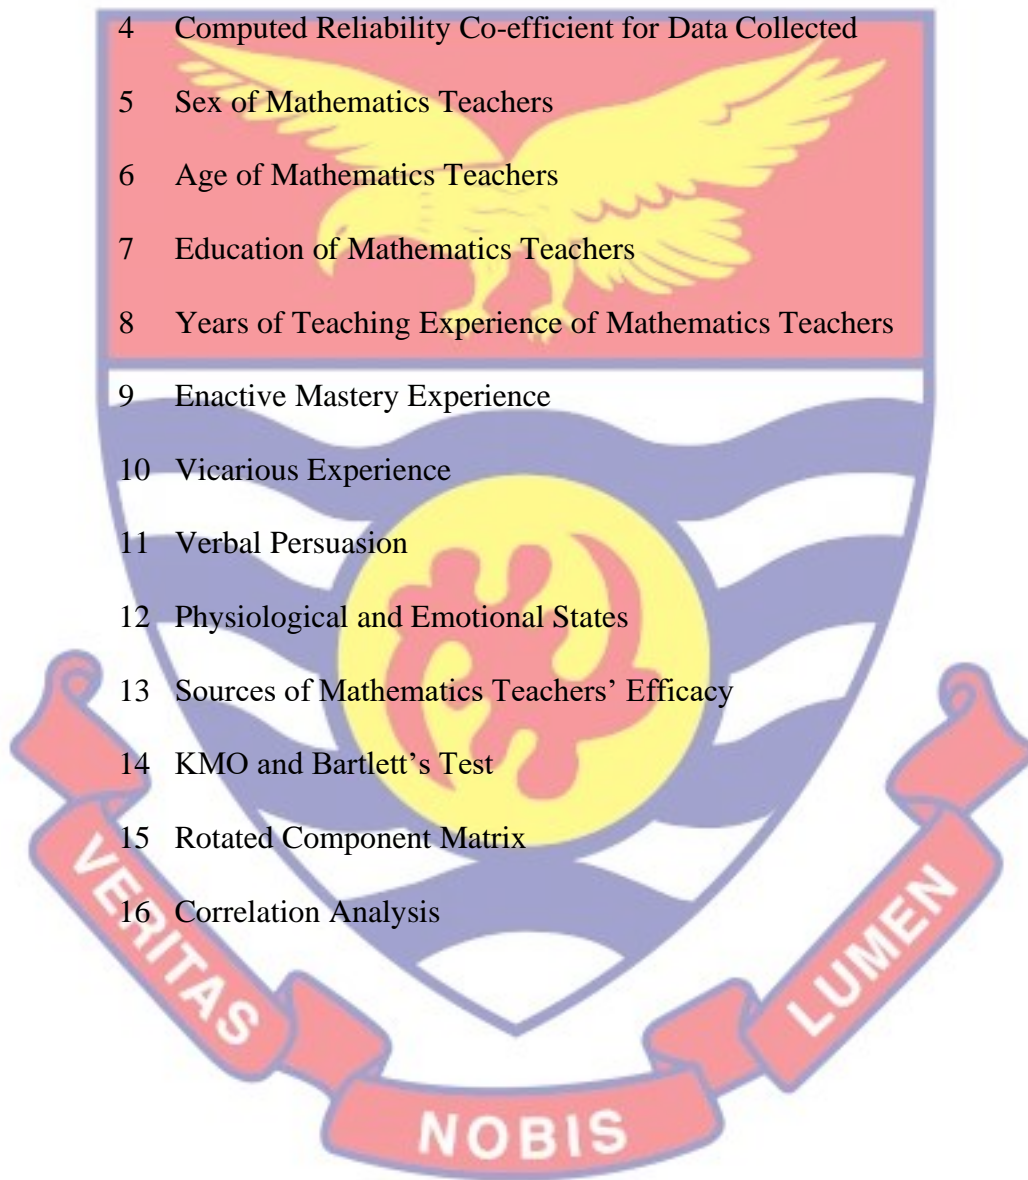 4 Computed Reliability Co-efficient for Data Collected
5 Sex of Mathematics Teachers
6 Age of Mathematics Teachers
7 Education of Mathematics Teachers
8 Years of Teaching Experience of Mathematics Teachers
9 Enactive Mastery Experience
10 Vicarious Experience
11 Verbal Persuasion
12 Physiological and Emotional States
13 Sources of Mathematics Teachers’ Efficacy
14 KMO and Bartlett’s Test
15 Rotated Component Matrix
16 Correlation Analysis
VERITAS
NOBIS
LUMEN